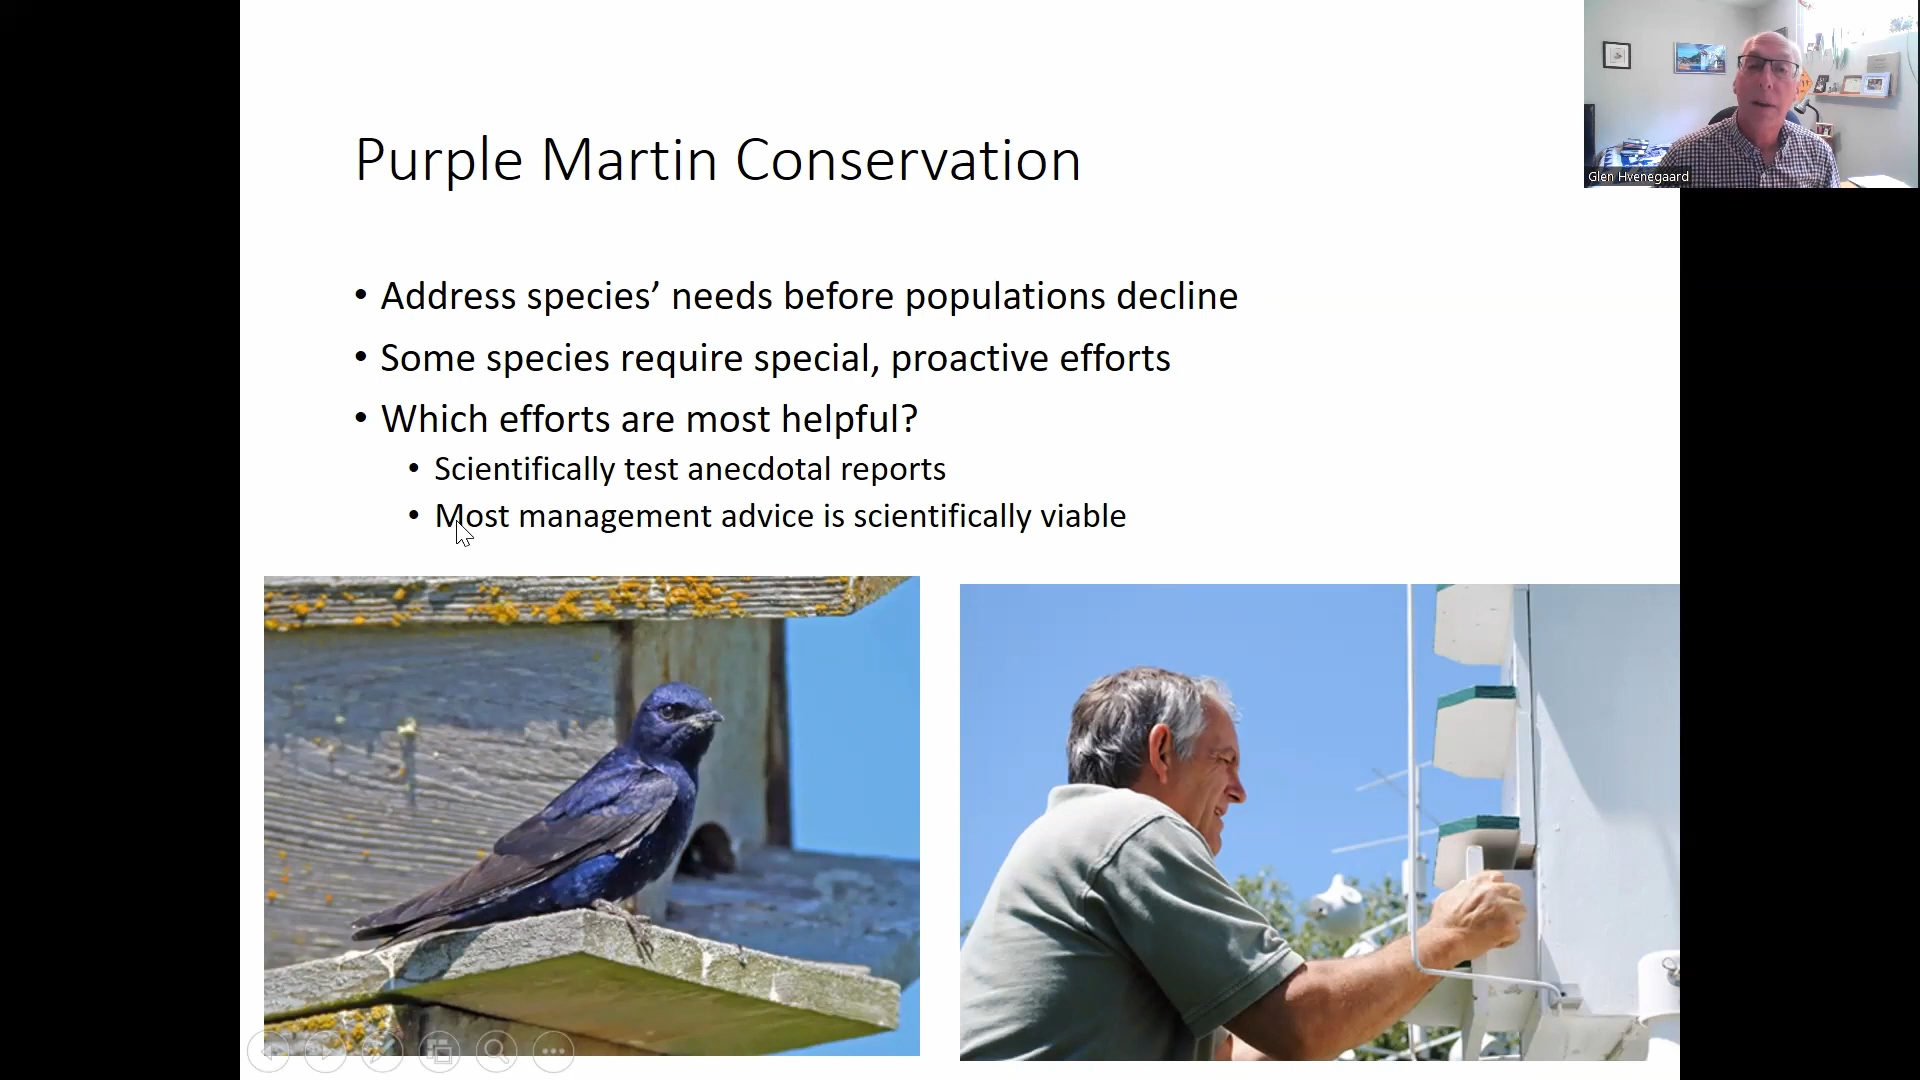 Purple Martin Conservation
• Address species’ needs before populations decline
• Some species require special, proactive efforts
• Which efforts are most helpful?
• Scientifically test anecdotal reports
• Most management advice is scientifically viable
Glen Hvenegaard